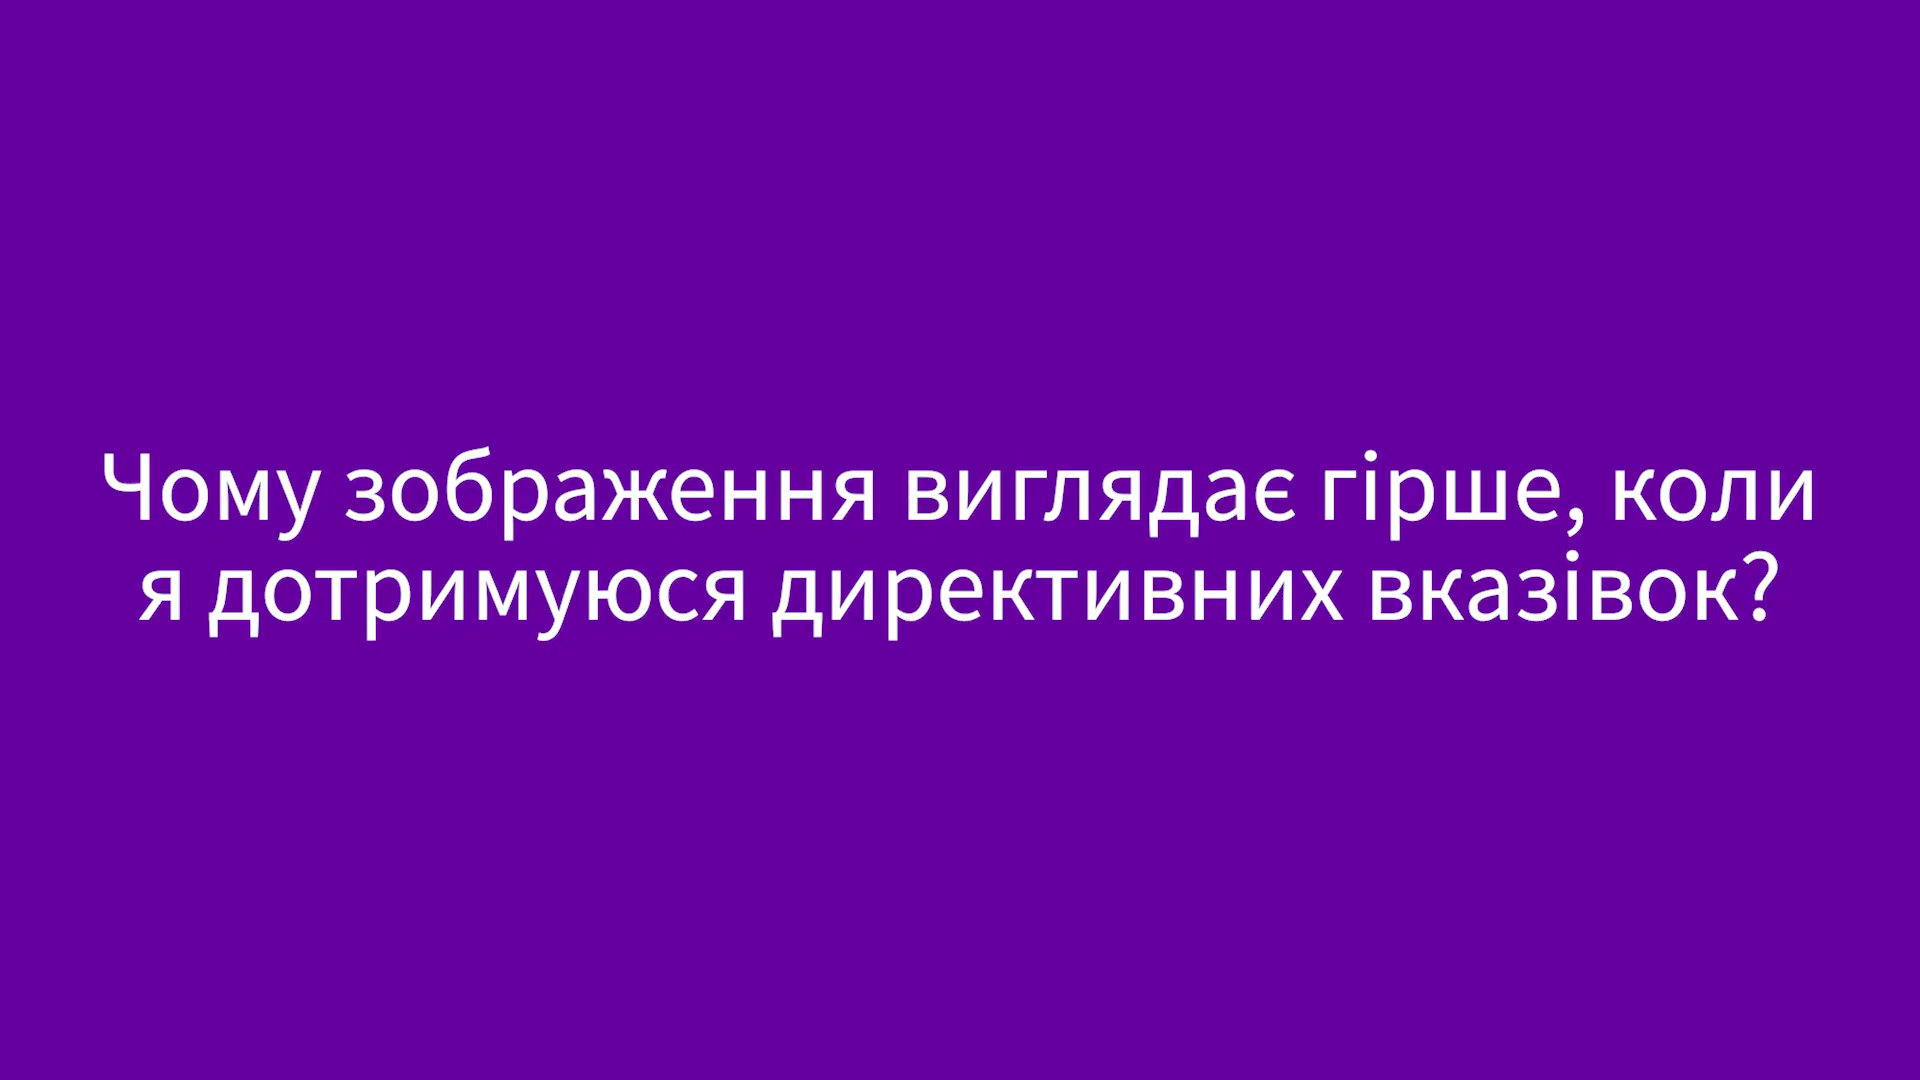 Чому зображення виглядає гірше, коли
я дотримуюся директивних вказівок?